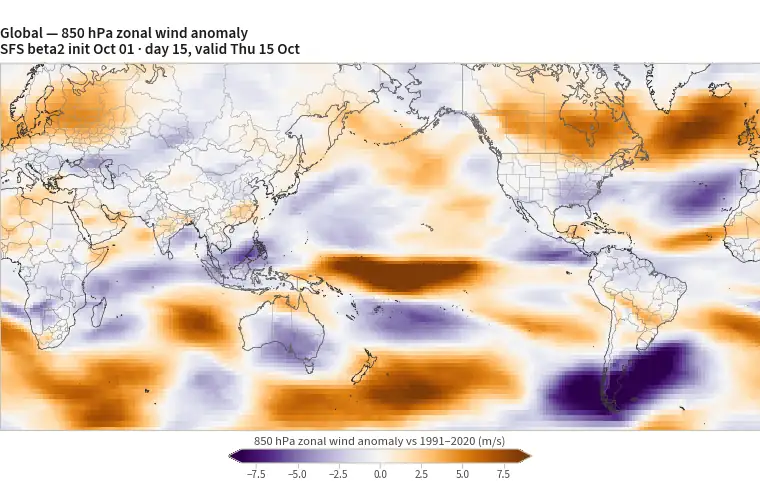 Global — 850 hPa zonal wind anomaly
SFS beta2 init Oct 01 · day 15, valid Thu 15 Oct
850 hPa zonal wind anomaly vs 1991–2020 (m/s)
−7.5 −5.0 −2.5 0.0 2.5 5.0 7.5